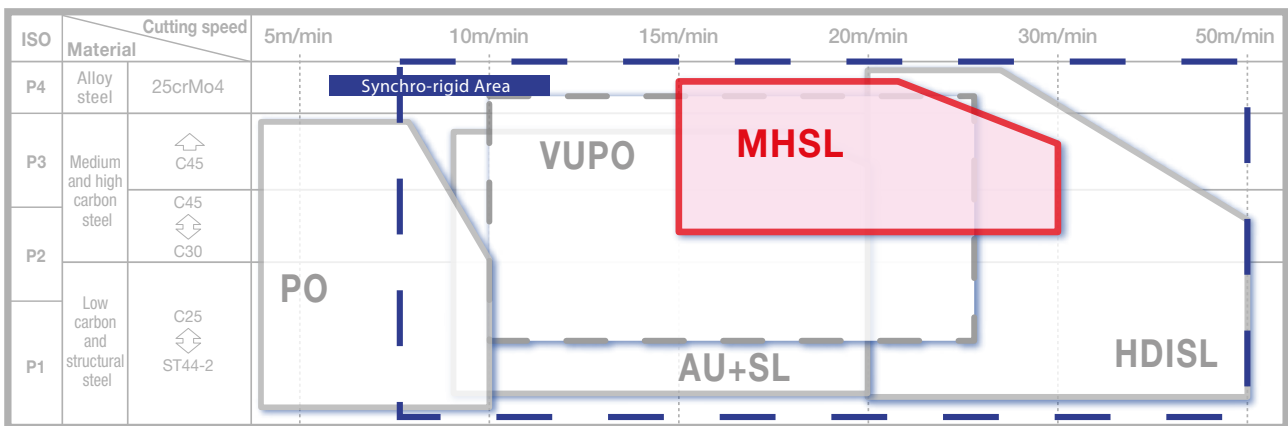 ISO
Material
Cutting speed
5m/min
10m/min
15m/min
20m/min
30m/min
50m/min
P4
Alloy
steel
25crMo4
Synchro-rigid Area
P3
Medium
and high
carbon
steel
C45
C45
C30
P2
P1
Low
carbon
and
structural
steel
C25
ST44-2
PO
VUPO
MHSL
AU+SL
HDISL